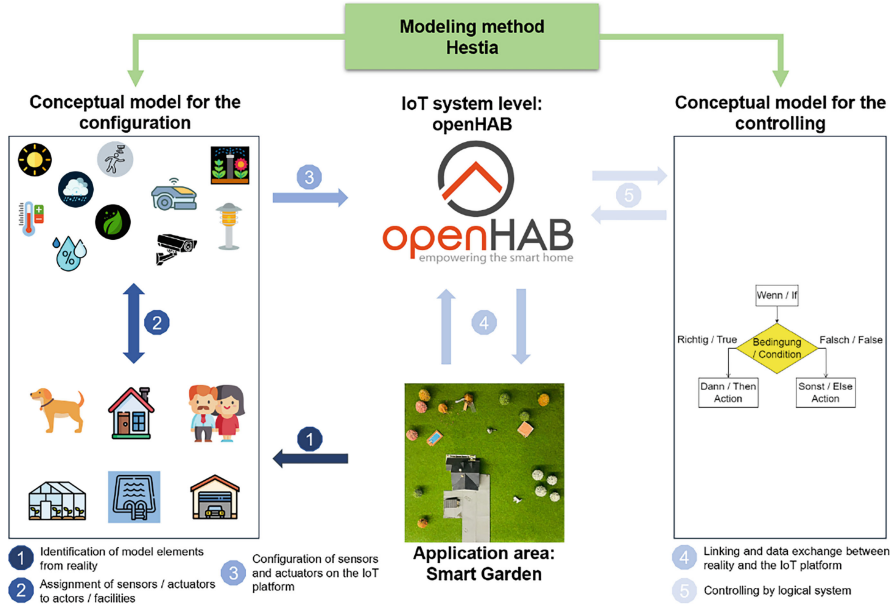 Modeling method
Hestia
Conceptual model for the
configuration
IoT system level:
openHAB
Conceptual model for the
controlling
%
3
openHAB
empowering the smart home
5
2
4
Wenn / If
Richtig / True
Falsch / False
Bedingung
/ Condition
Dann / Then
Action
Sonst / Else
Action
1
Application area:
Smart Garden
1 Identification of model elements
from reality
2 Assignment of sensors / actuators
to actors / facilities
3 Configuration of sensors
and actuators on the IoT
platform
4 Linking and data exchange between
reality and the IoT platform
5 Controlling by logical system